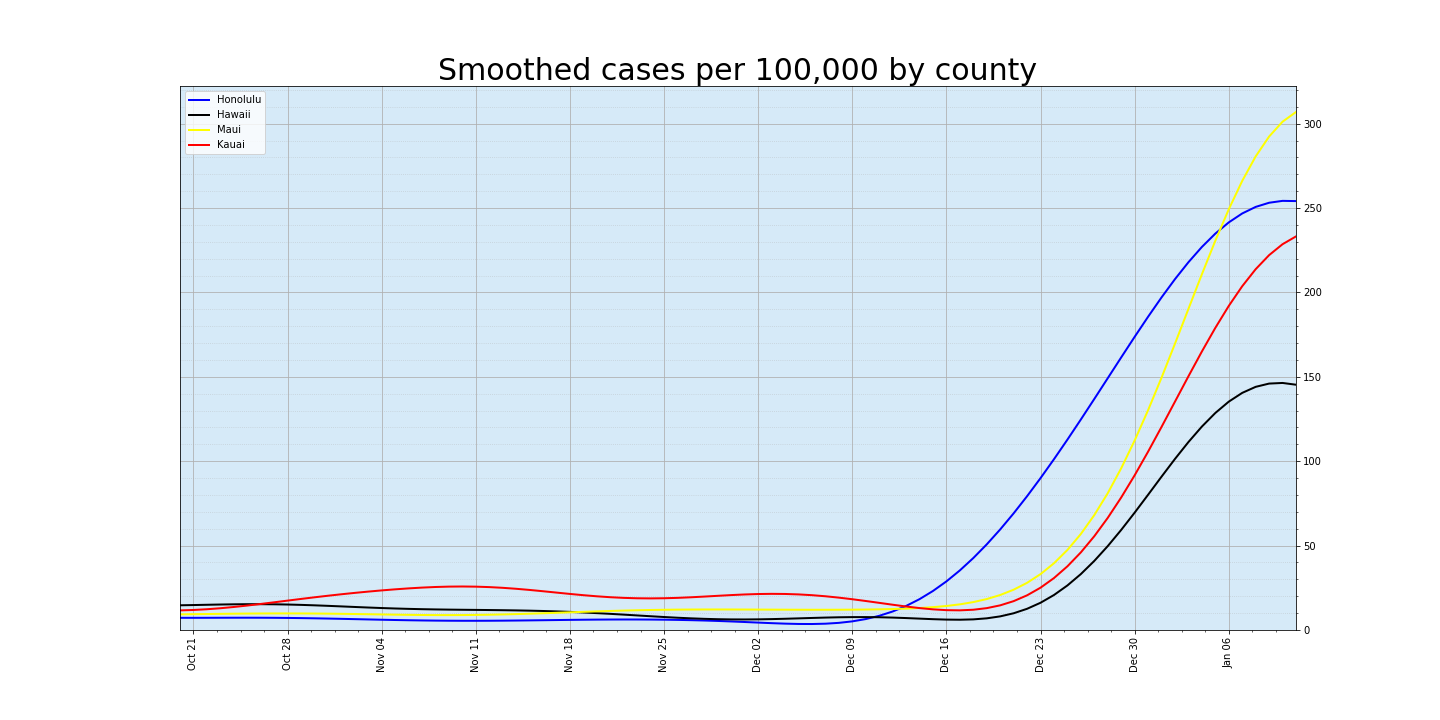 Smoothed cases per 100,000 by county
Honolulu
Hawaii
Maui
Kauai
300
250
200
150
100
50
0
Oct 21
Oct 28
Nov 04
Nov 11
Nov 18
Nov 25
Dec 02
Dec 09
Dec 16
Dec 23
Dec 30
Jan 06